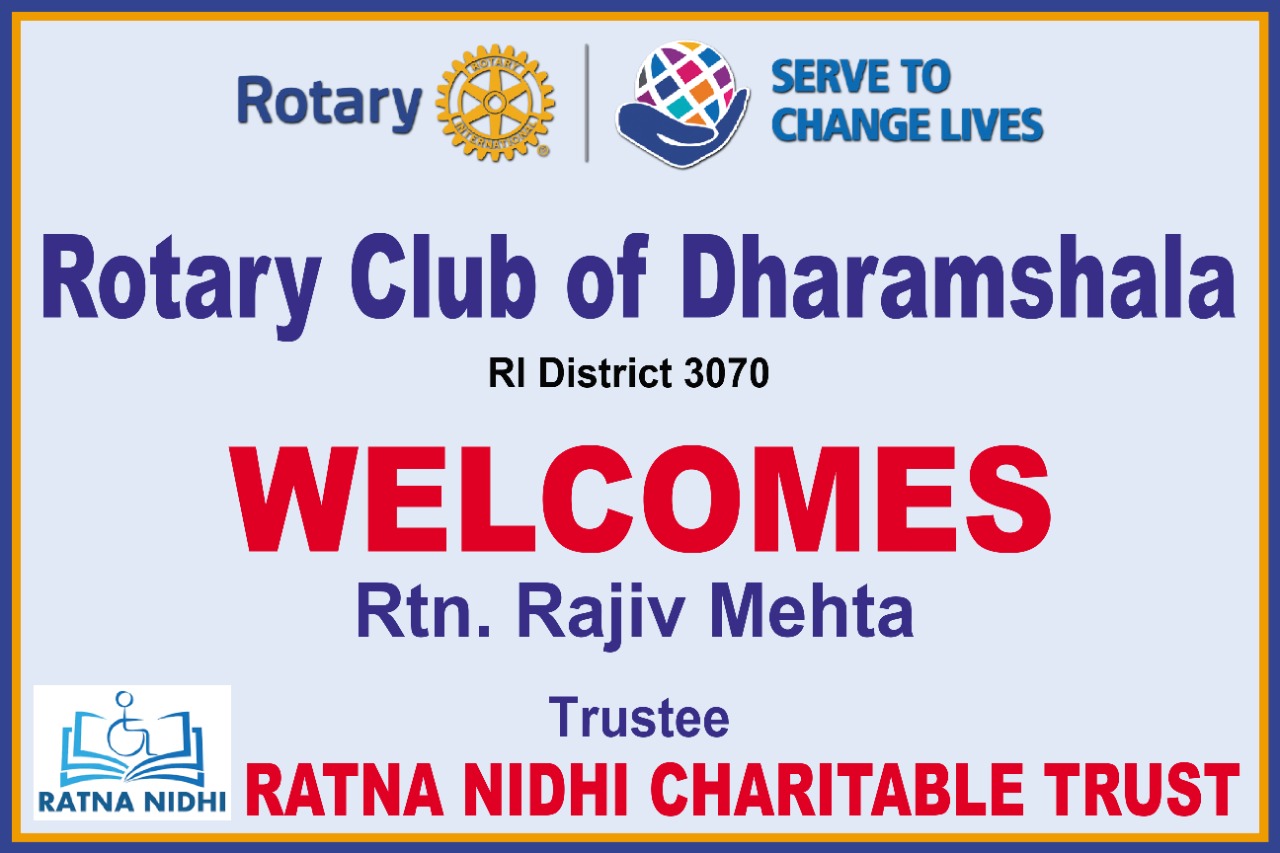 Rotary
ROTARY
INTERNATIONAL
®
SERVE TO
CHANGE LIVES
Rotary Club of Dharamshala
RI District 3070
WELCOMES
Rtn. Rajiv Mehta
Trustee
RATNA NIDHI
RATNA NIDHI CHARITABLE TRUST